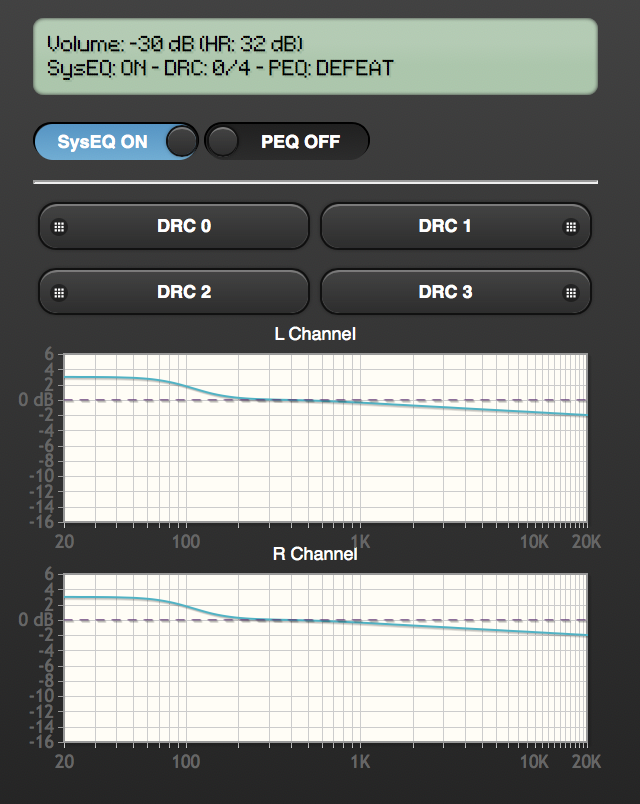 Volume: -30 dB (HR: 32 dB)
SysEQ: ON - DRC: 0/4 - PEQ: DEFEAT
SysEQ ON PEQ OFF
DRC 0 DRC 1
DRC 2 DRC 3
L Channel
6
4
2
0 dB
-2
-4
-6
-8
-10
-12
-14
-16
20 100 1K 10K 20K
R Channel
6
4
2
0 dB
-2
-4
-6
-8
-10
-12
-14
-16
20 100 1K 10K 20K